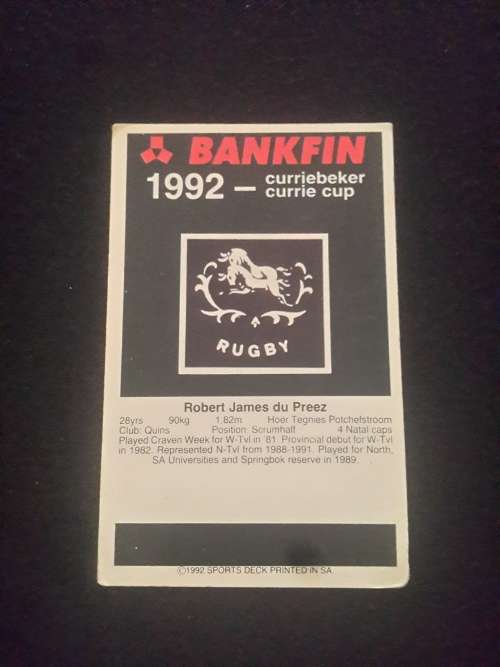 BANKFIN
1992 – curriebeker
currie cup
RUGBY
Robert James du Preez
28yrs 90kg 1.82m Hoer Tegnies Potchefstroom
Club: Quins Position: Scrumhalf 4 Natal caps
Played Craven Week for W-Tvl in '81. Provincial debut for W-Tvl
in 1982. Represented N-Tvl from 1988-1991. Played for North,
SA Universities and Springbok reserve in 1989.
©1992 SPORTS DECK PRINTED IN SA.